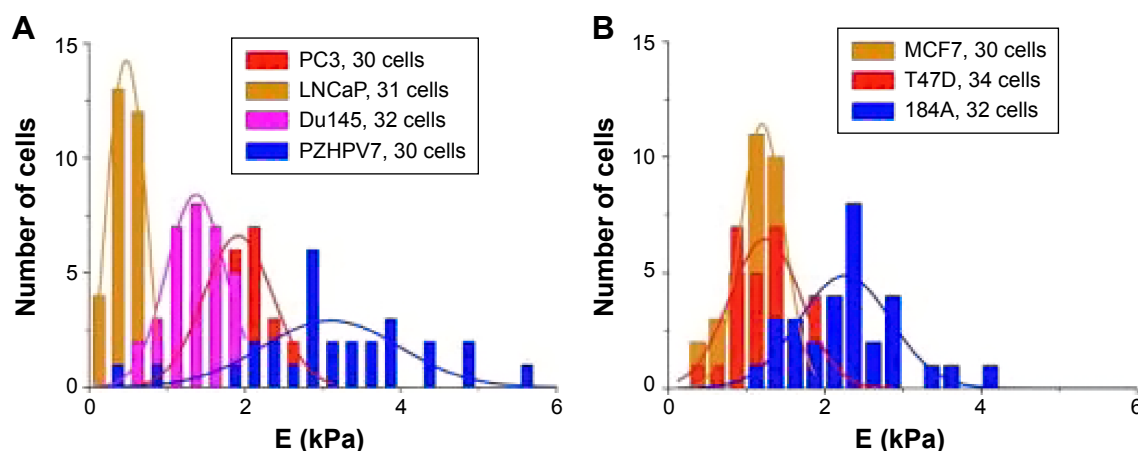 A
15
10
5
0
0
2
4
6
Number of cells
E (kPa)
PC3, 30 cells
LNCaP, 31 cells
Du145, 32 cells
PZHPV7, 30 cells
B
15
10
5
0
0
2
4
6
Number of cells
E (kPa)
MCF7, 30 cells
T47D, 34 cells
184A, 32 cells